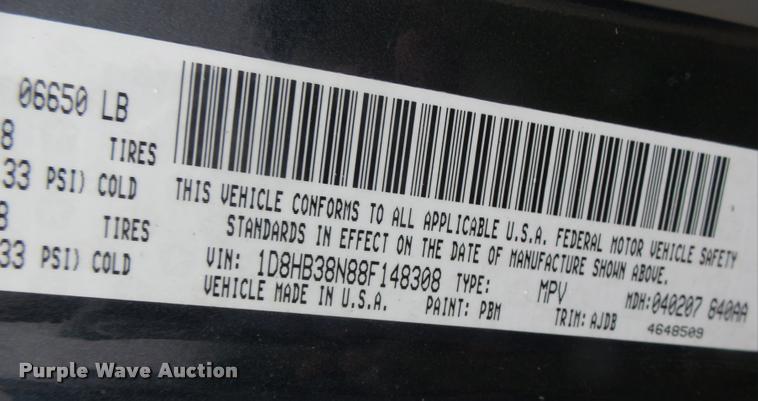 06650 LB
8 TIRES
33 PSI) COLD
8 TIRES
33 PSI) COLD
THIS VEHICLE CONFORMS TO ALL APPLICABLE U.S.A. FEDERAL MOTOR VEHICLE SAFETY
STANDARDS IN EFFECT ON THE DATE OF MANUFACTURE SHOWN ABOVE.
VIN: 1D8HB38N88F148308 TYPE: MPV MDH:040207 840AA
VEHICLE MADE IN U.S.A. PAINT: PBM TRIM: AJDB 4648509
Purple Wave Auction